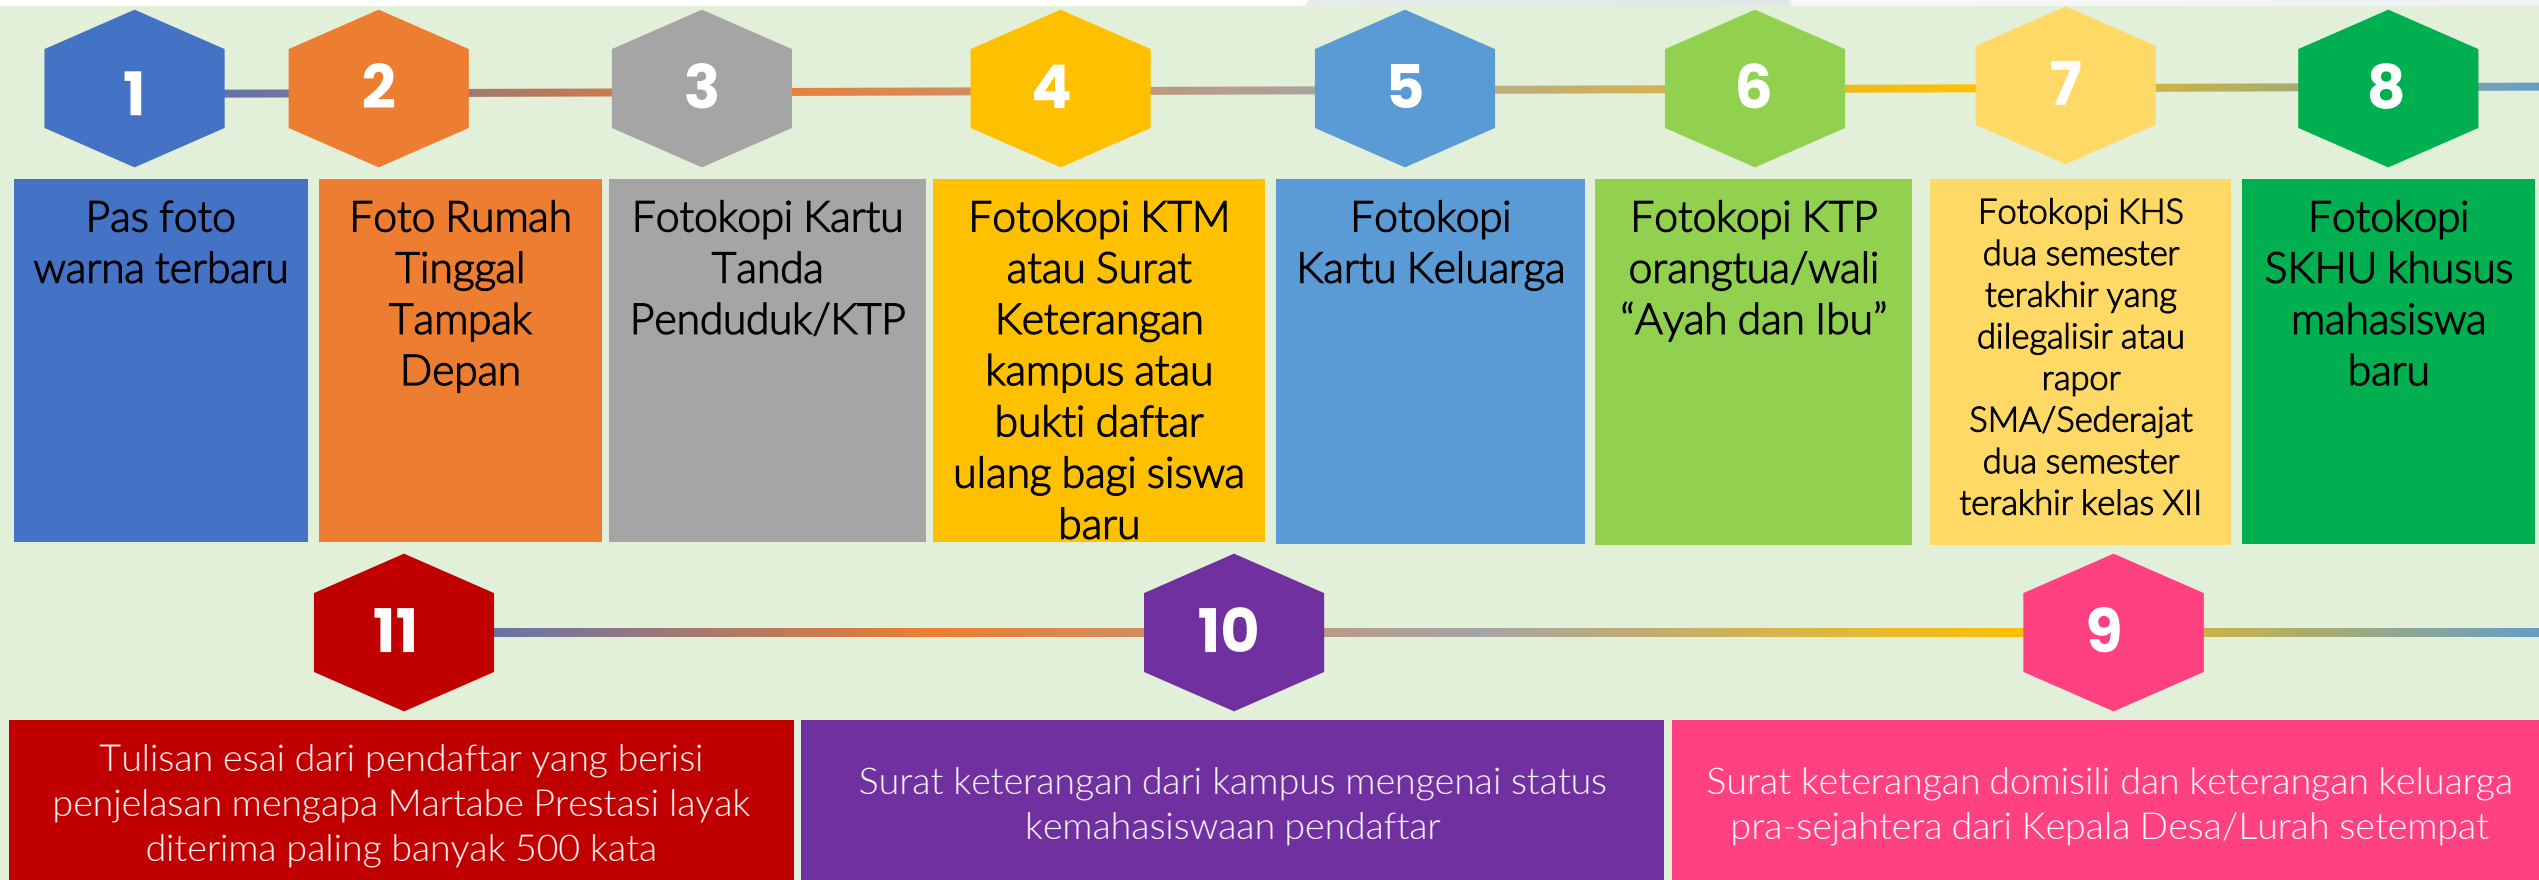 1
Pas foto
warna terbaru
2
Foto Rumah
Tinggal
Tampak
Depan
3
Fotokopi Kartu
Tanda
Penduduk/KTP
4
Fotokopi KTM
atau Surat
Keterangan
kampus atau
bukti daftar
ulang bagi siswa
baru
5
Fotokopi
Kartu Keluarga
6
Fotokopi KTP
orangtua/wali
“Ayah dan Ibu”
7
Fotokopi KHS
dua semester
terakhir yang
dilegalisir atau
rapor
SMA/Sederajat
dua semester
terakhir kelas XII
8
Fotokopi
SKHU khusus
mahasiswa
baru
9
Surat keterangan domisili dan keterangan keluarga
pra-sejahtera dari Kepala Desa/Lurah setempat
10
Surat keterangan dari kampus mengenai status
kemahasiswaan pendaftar
11
Tulisan esai dari pendaftar yang berisi
penjelasan mengapa Martabe Prestasi layak
diterima paling banyak 500 kata